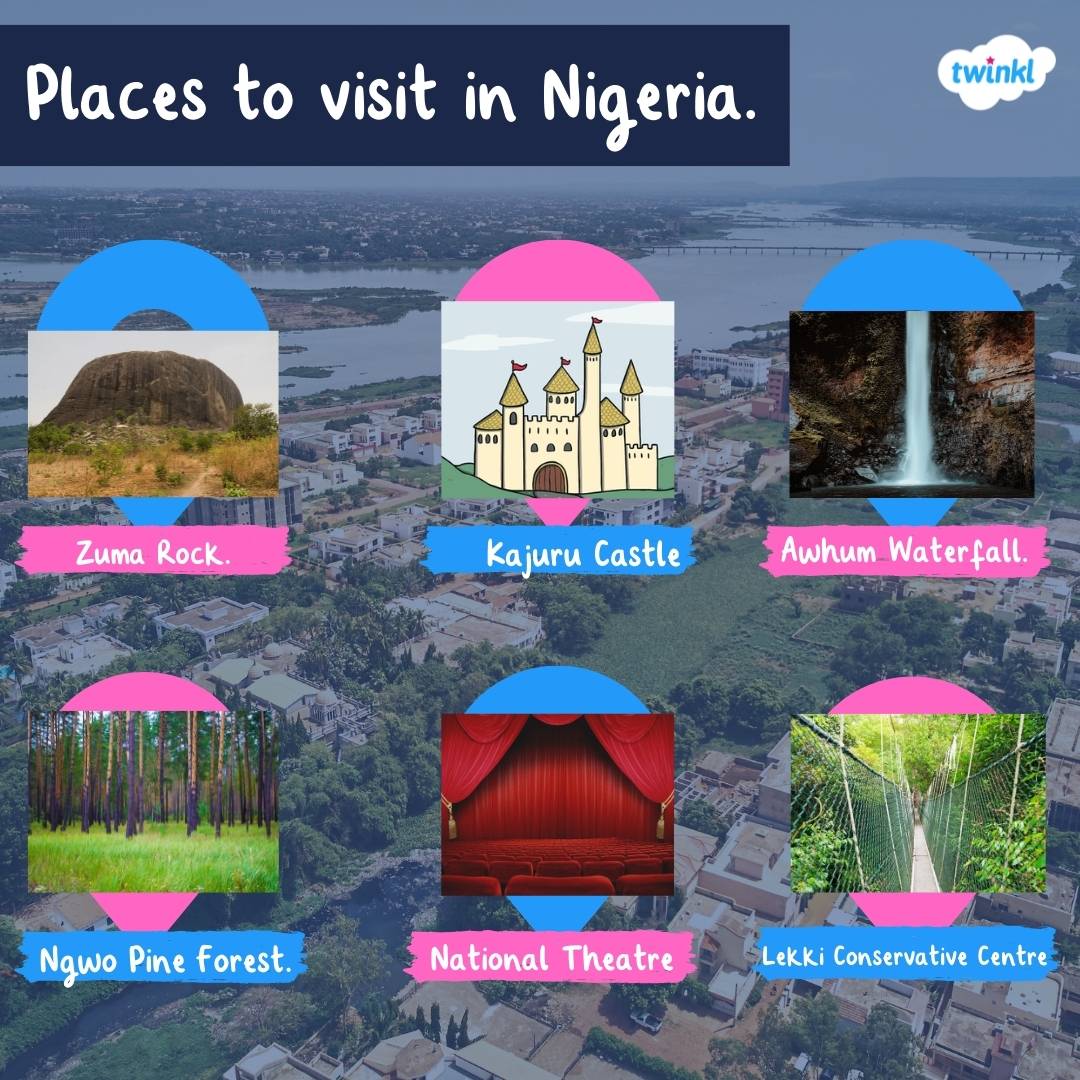 Places to visit in Nigeria.
twinkl
Zuma Rock.
Kajuru Castle
Awhum Waterfall.
Ngwo Pine Forest.
National Theatre
Lekki Conservative Centre